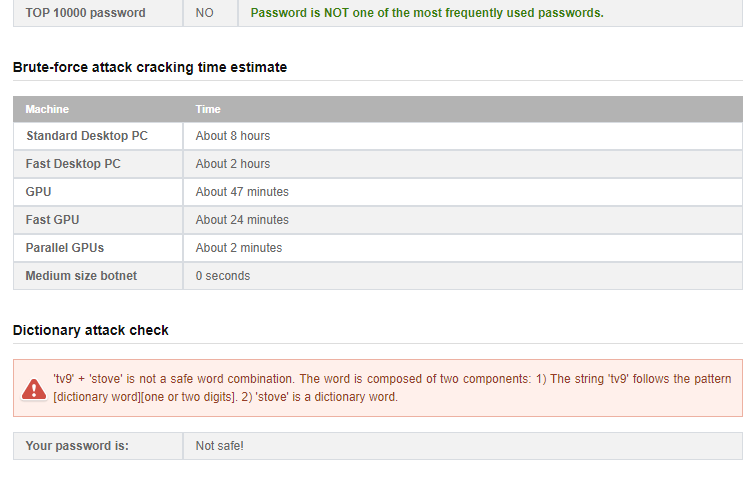 TOP 10000 password NO Password is NOT one of the most frequently used passwords.
Brute-force attack cracking time estimate
Machine Time
Standard Desktop PC About 8 hours
Fast Desktop PC About 2 hours
GPU About 47 minutes
Fast GPU About 24 minutes
Parallel GPUs About 2 minutes
Medium size botnet 0 seconds
Dictionary attack check
'tv9' + 'stove' is not a safe word combination. The word is composed of two components: 1) The string 'tv9' follows the pattern
[dictionary word][one or two digits]. 2) 'stove' is a dictionary word.
Your password is: Not safe!